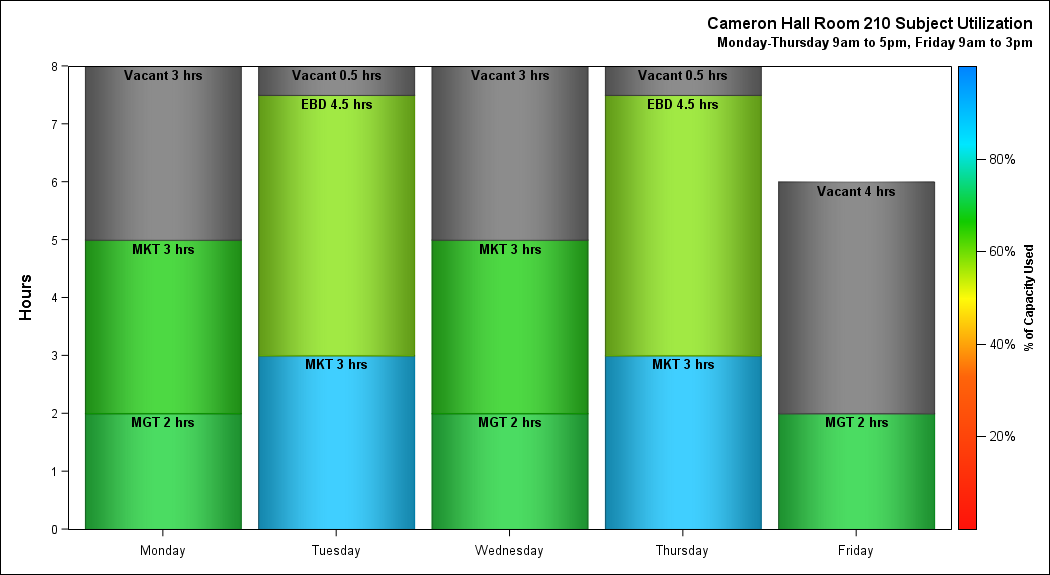 Cameron Hall Room 210 Subject Utilization
Monday-Thursday 9am to 5pm, Friday 9am to 3pm
Hours
8
7
6
5
4
3
2
1
0
Vacant 3 hrs
MKT 3 hrs
MGT 2 hrs
Vacant 0.5 hrs
EBD 4.5 hrs
MKT 3 hrs
Vacant 3 hrs
MKT 3 hrs
MGT 2 hrs
Vacant 0.5 hrs
EBD 4.5 hrs
MKT 3 hrs
Vacant 4 hrs
MGT 2 hrs
Monday
Tuesday
Wednesday
Thursday
Friday
80%
60%
40%
20%
% of Capacity Used